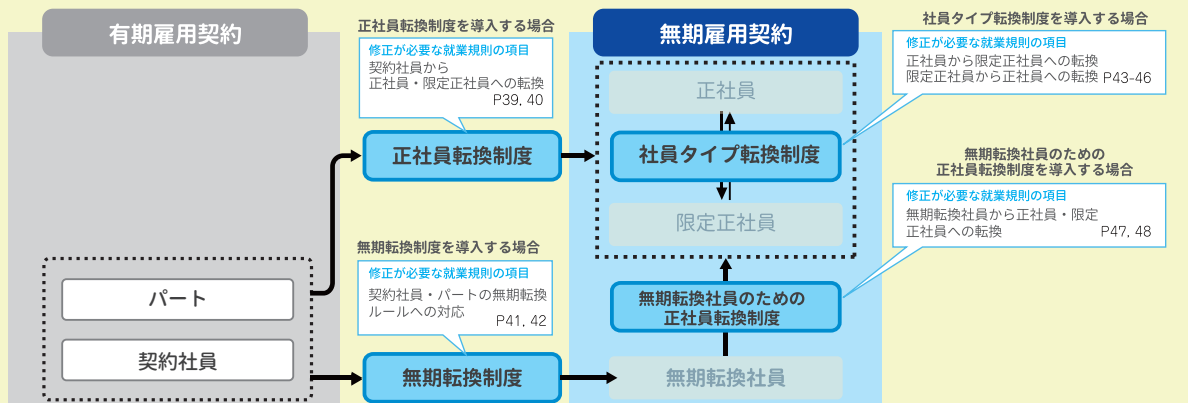 有期雇用契約
パート
契約社員
正社員転換制度を導入する場合
修正が必要な就業規則の項目
契約社員から
正社員・限定正社員への転換
P39, 40
正社員転換制度
無期転換制度を導入する場合
修正が必要な就業規則の項目
契約社員・パートの無期転換
ルールへの対応
P41, 42
無期転換制度
無期雇用契約
正社員
社員タイプ転換制度
限定正社員
無期転換社員のための
正社員転換制度
無期転換社員
社員タイプ転換制度を導入する場合
修正が必要な就業規則の項目
正社員から限定正社員への転換
限定正社員から正社員への転換 P43-46
無期転換社員のための
正社員転換制度を導入する場合
修正が必要な就業規則の項目
無期転換社員から正社員・限定
正社員への転換 P47, 48